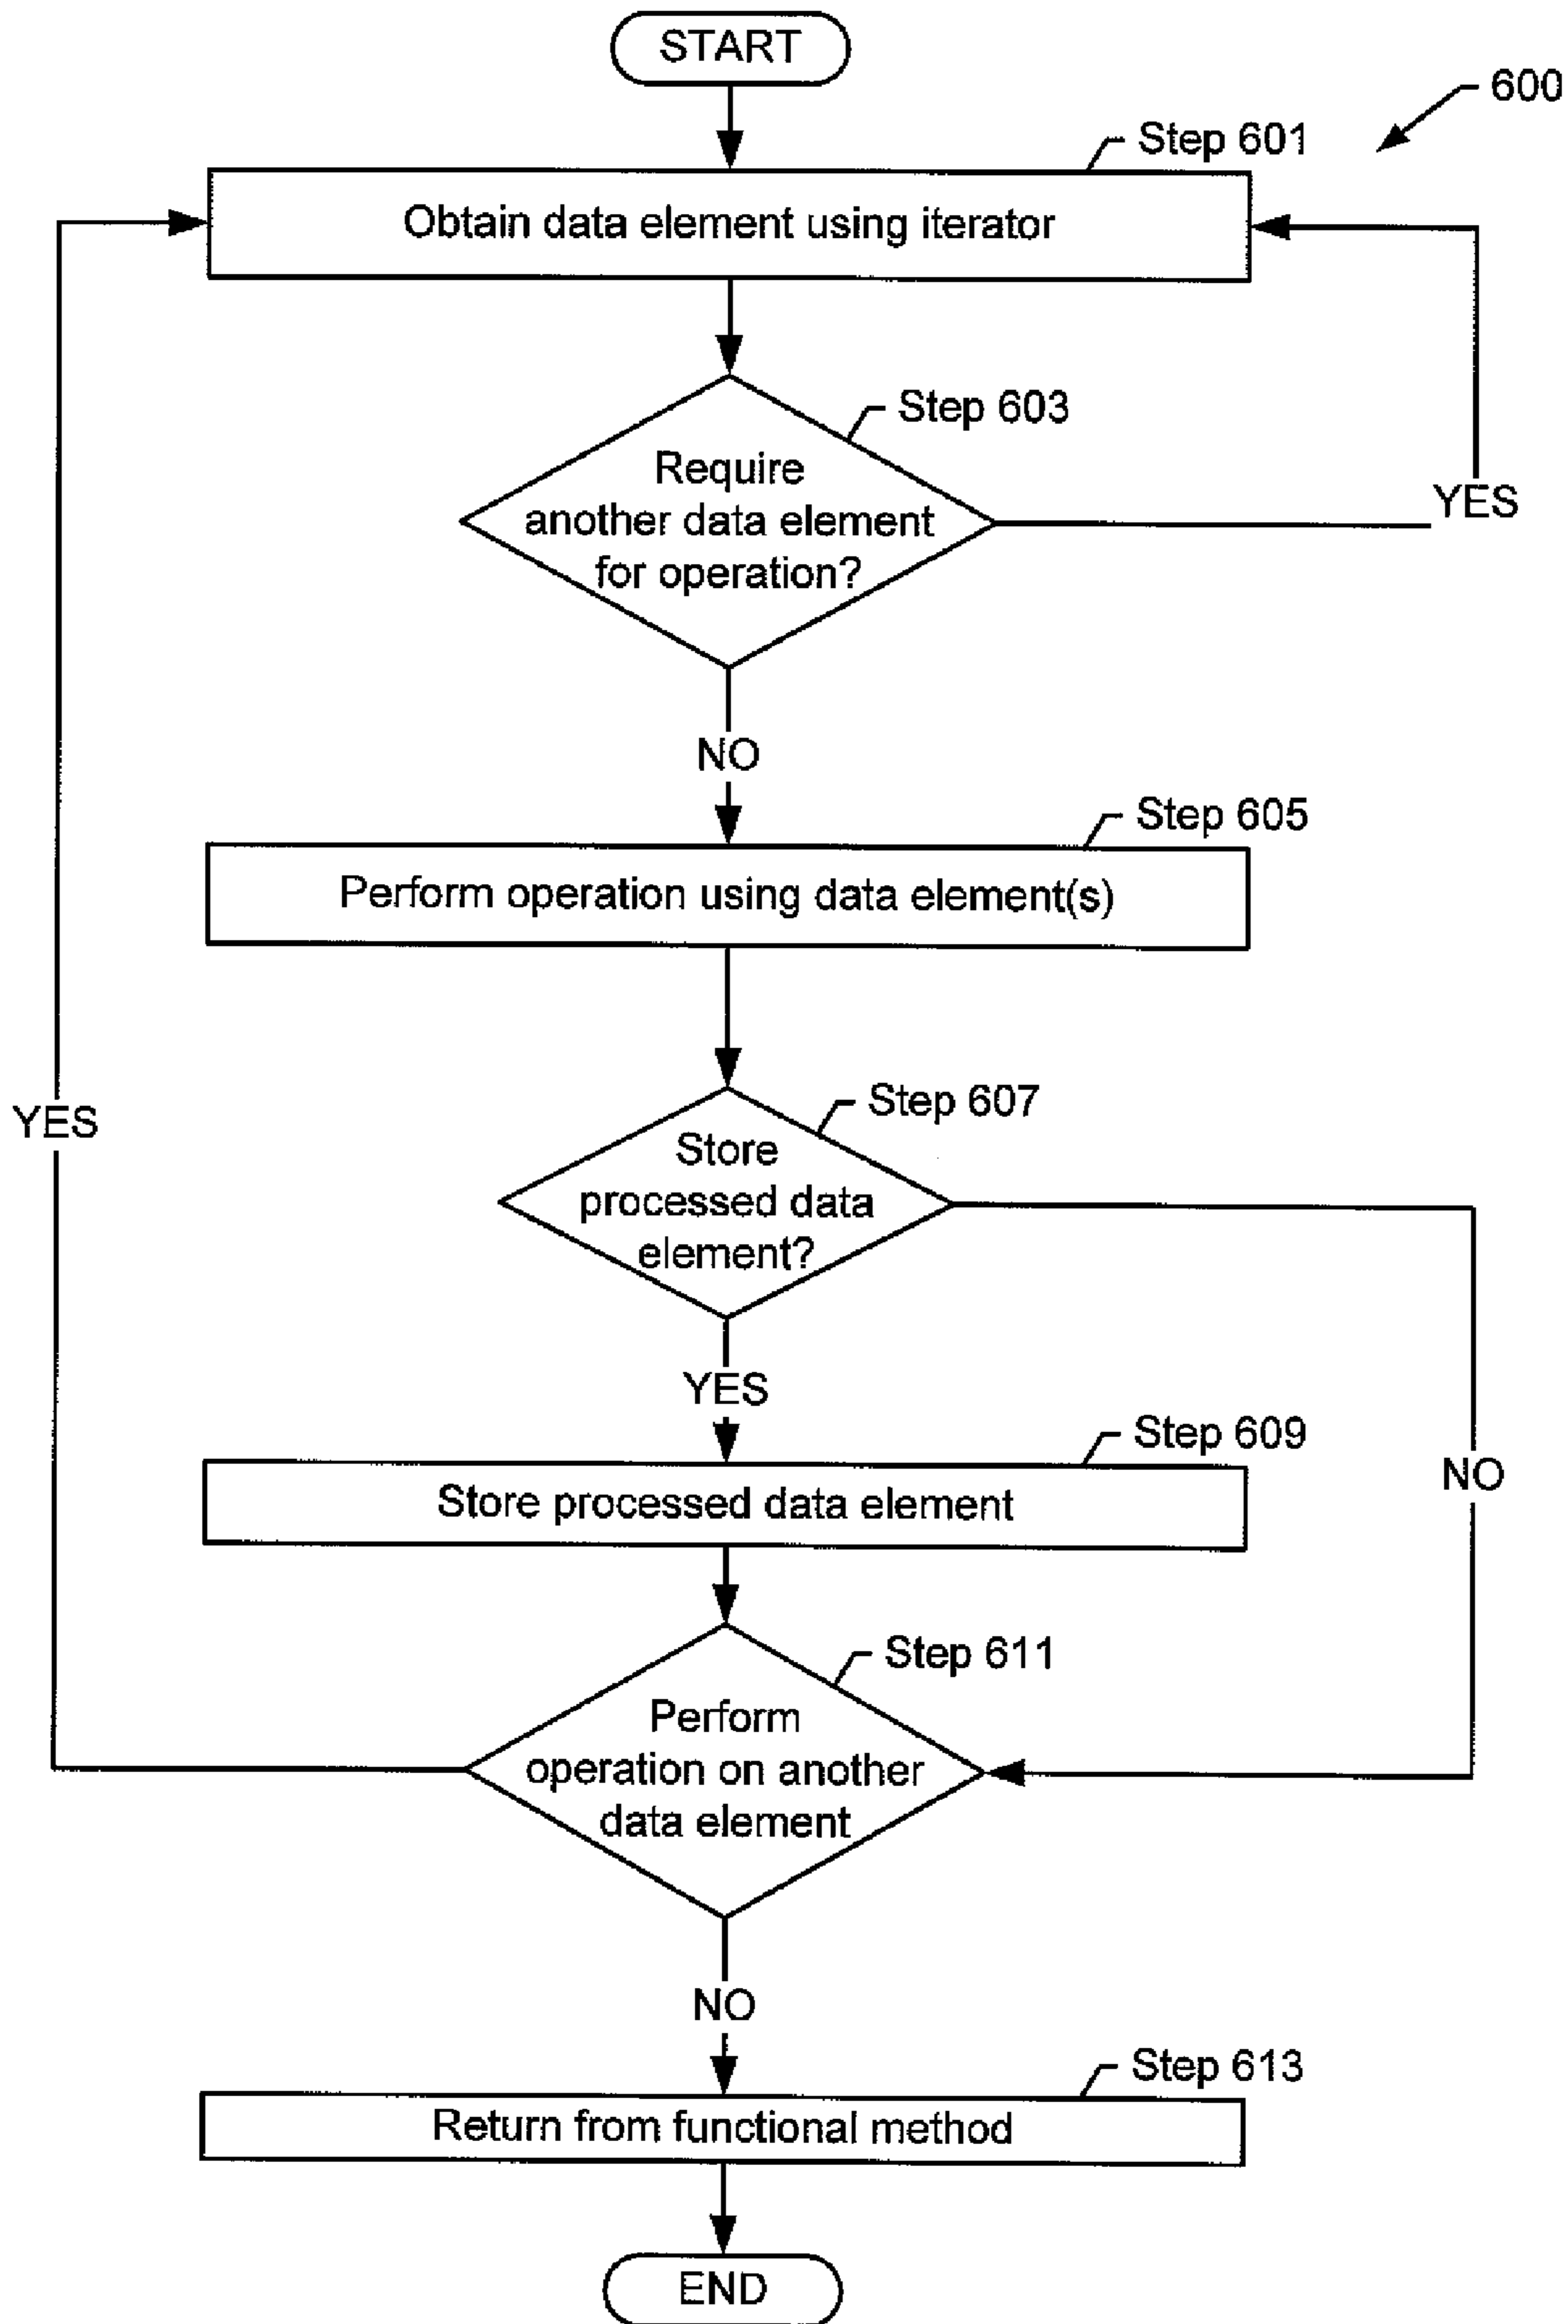 START
600
Step 601
Obtain data element using iterator
Step 603
Require
another data element
for operation?
YES
NO
Step 605
Perform operation using data element(s)
Step 607
Store
processed data
element?
YES
YES
NO
Step 609
Store processed data element
Step 611
Perform
operation on another
data element
NO
Step 613
Return from functional method
END